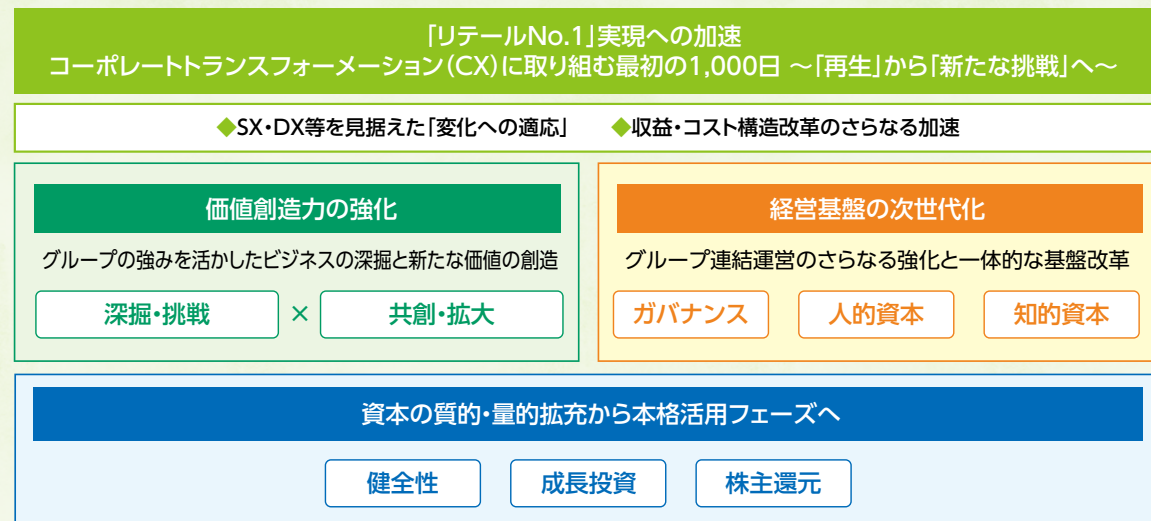 「リテールNo.1」実現への加速
コーポレートトランスフォーメーション(CX)に取り組む最初の1,000日 ～「再生」から「新たな挑戦」へ～
◆SX・DX等を見据えた「変化への適応」 ◆収益・コスト構造改革のさらなる加速
価値創造力の強化
グループの強みを活かしたビジネスの深掘と新たな価値の創造
深掘・挑戦 × 共創・拡大
経営基盤の次世代化
グループ連結運営のさらなる強化と一体的な基盤改革
ガバナンス 人的資本 知的資本
資本の質的・量的拡充から本格活用フェーズへ
健全性 成長投資 株主還元